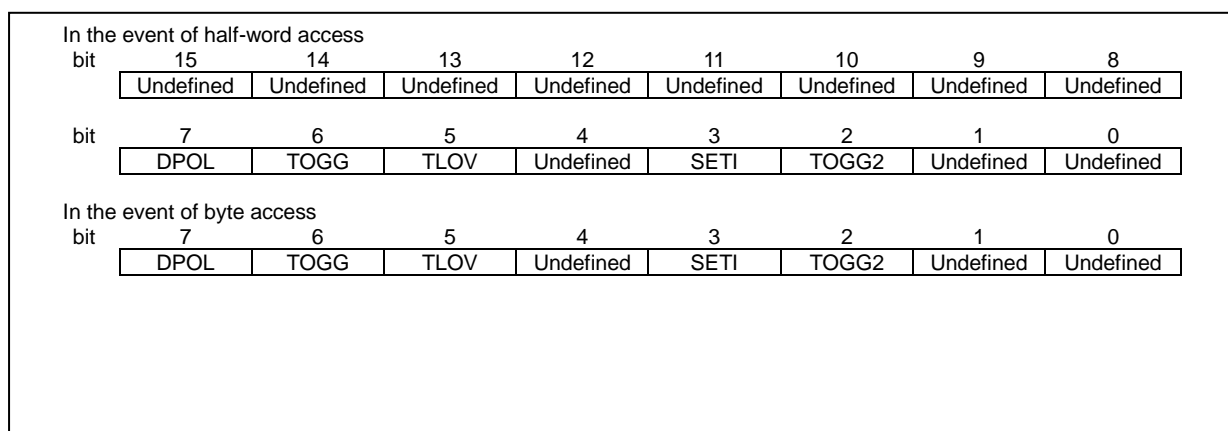 In the event of half-word access
bit 15 14 13 12 11 10 9 8
Undefined Undefined Undefined Undefined Undefined Undefined Undefined Undefined
bit 7 6 5 4 3 2 1 0
DPOL TOGG TLOV Undefined SETI TOGG2 Undefined Undefined
In the event of byte access
bit 7 6 5 4 3 2 1 0
DPOL TOGG TLOV Undefined SETI TOGG2 Undefined Undefined